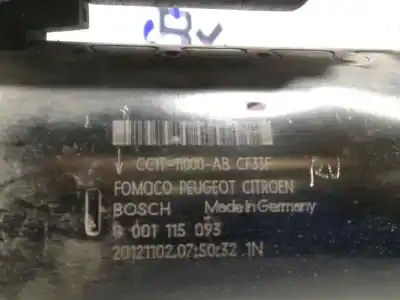 CC1T-11000-AB CF33F
FOMOCO PEUGEOT CITROEN
BOSCH Made in Germany
0 001 115 093
20121102.07:50:32 1N